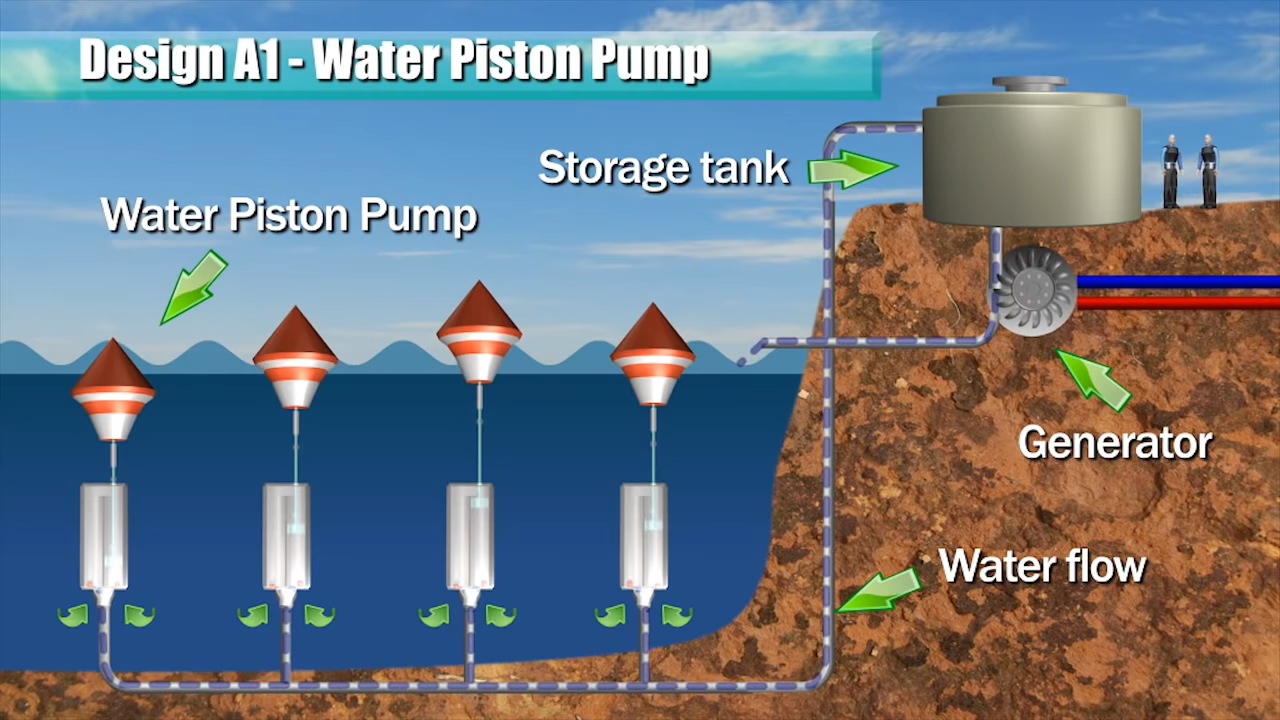 Design A1 - Water Piston Pump
Storage tank
Water Piston Pump
Generator
Water flow